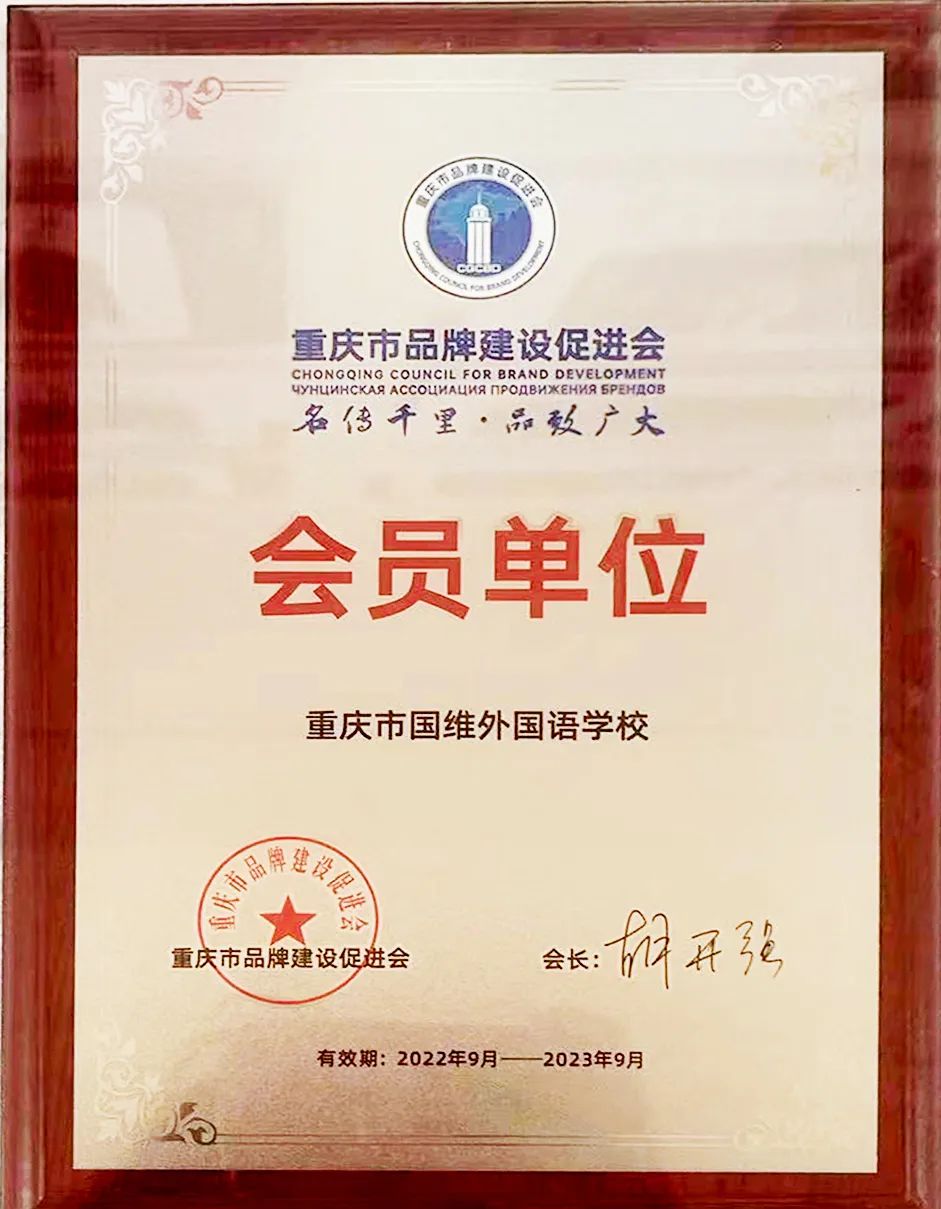 重庆市品牌建设促进会
CHONGQING COUNCIL FOR BRAND DEVELOPMENT
CQCBD
重庆市品牌建设促进会
CHONGQING COUNCIL FOR BRAND DEVELOPMENT
ЧУНЦИНСКАЯ АССОЦИАЦИЯ ПРОДВИЖЕНИЯ БРЕНДОВ
名传千里·品致广大
会员单位
重庆市国维外国语学校
重庆市品牌建设促进会
重庆市品牌建设促进会
会长：胡开强
有效期：2022年9月——2023年9月